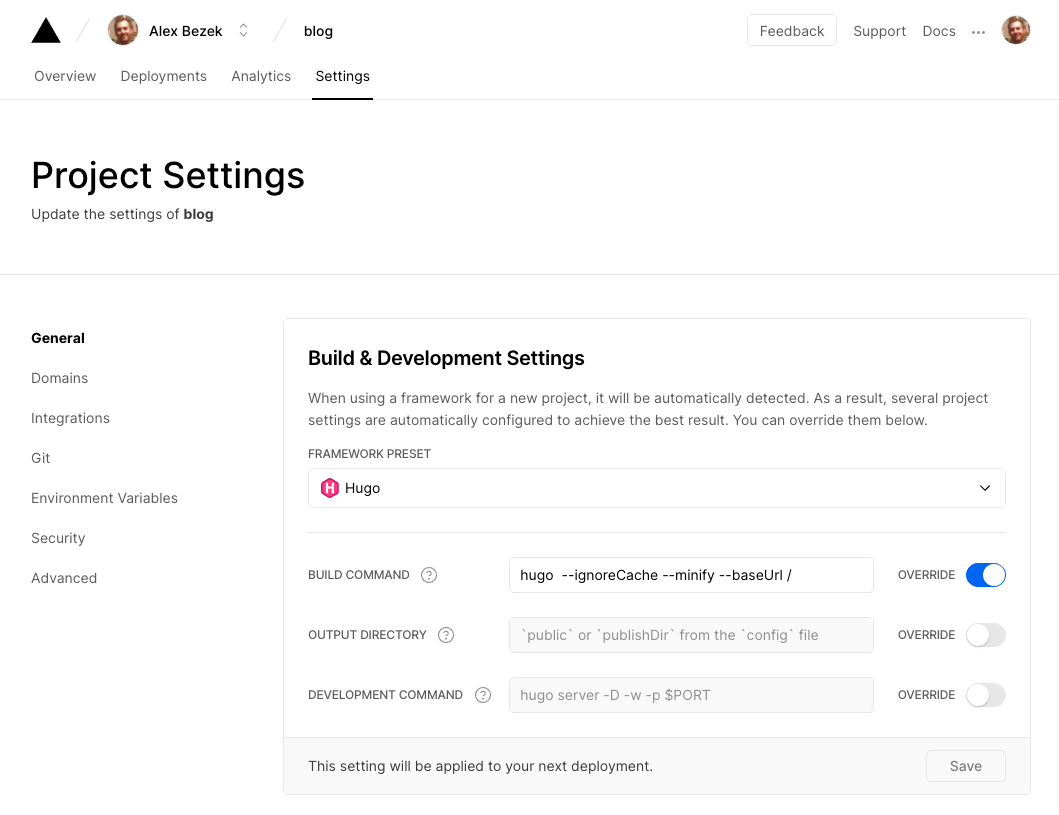 Alex Bezek
blog
Feedback
Support
Docs
Overview
Deployments
Analytics
Settings
Project Settings
Update the settings of blog
General
Domains
Integrations
Git
Environment Variables
Security
Advanced
Build & Development Settings
When using a framework for a new project, it will be automatically detected. As a result, several project
settings are automatically configured to achieve the best result. You can override them below.
FRAMEWORK PRESET
H Hugo
BUILD COMMAND ?
hugo  --ignoreCache --minify --baseUrl /
OVERRIDE
OUTPUT DIRECTORY ?
`public` or `publishDir` from the `config` file
OVERRIDE
DEVELOPMENT COMMAND ?
hugo server -D -w -p $PORT
OVERRIDE
This setting will be applied to your next deployment.
Save